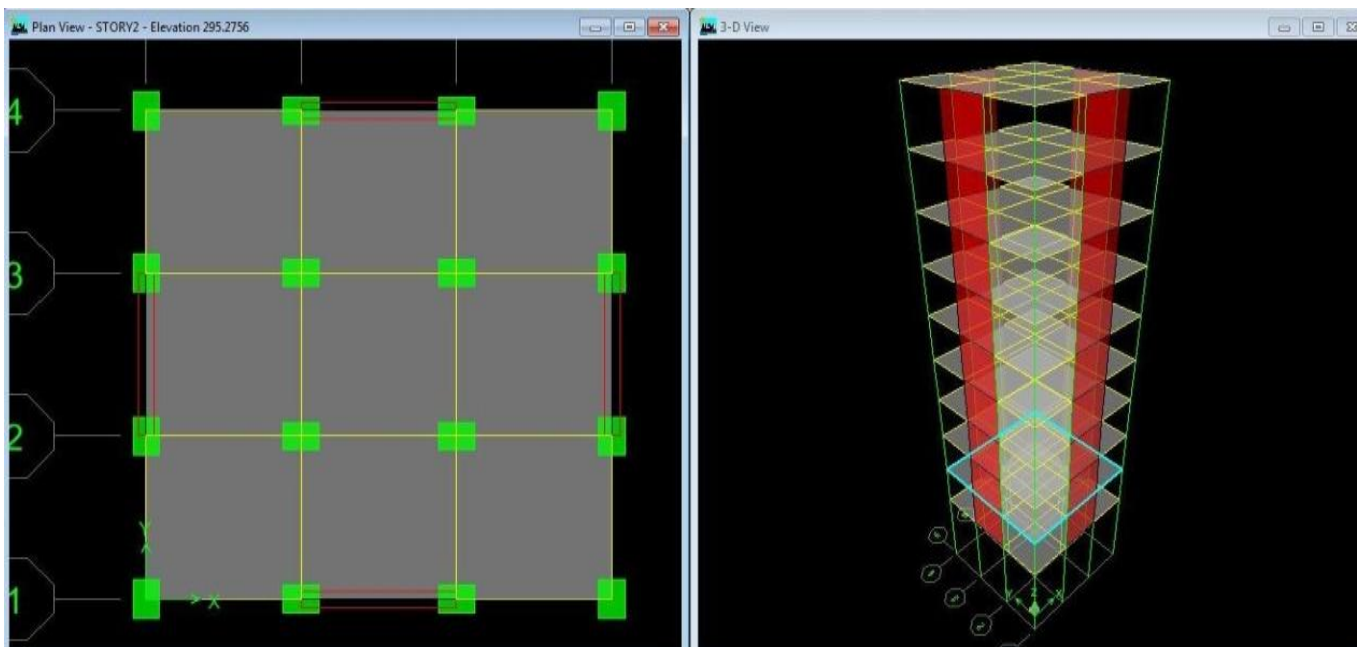 Plan View - STORY2 - Elevation 295.2756
3-D View
4
3
2
1
Y
X
Y
Z
X